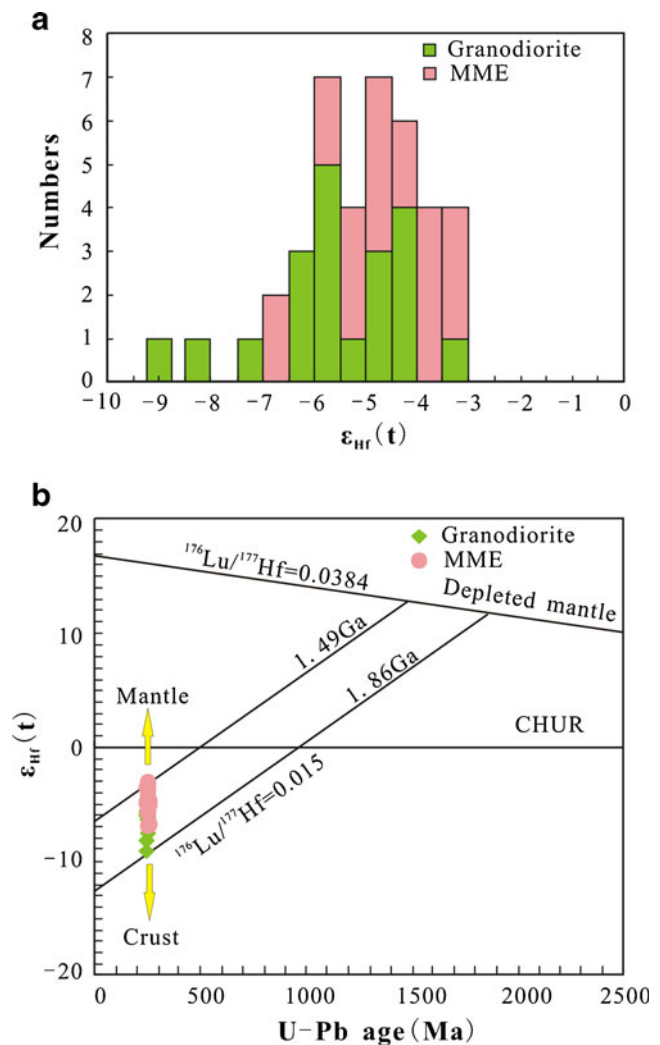 a
8
7
6
5
4
3
2
1
0
Numbers
Granodiorite
MME
-10 -9 -8 -7 -6 -5 -4 -3 -2 -1 0
εHf(t)
b
20
10
0
-10
-20
εHf(t)
Granodiorite
MME
¹⁷⁶Lu/¹⁷⁷Hf=0.0384
Depleted mantle
1.49Ga
1.86Ga
Mantle
CHUR
¹⁷⁶Lu/¹⁷⁷Hf=0.015
Crust
0 500 1000 1500 2000 2500
U-Pb age(Ma)